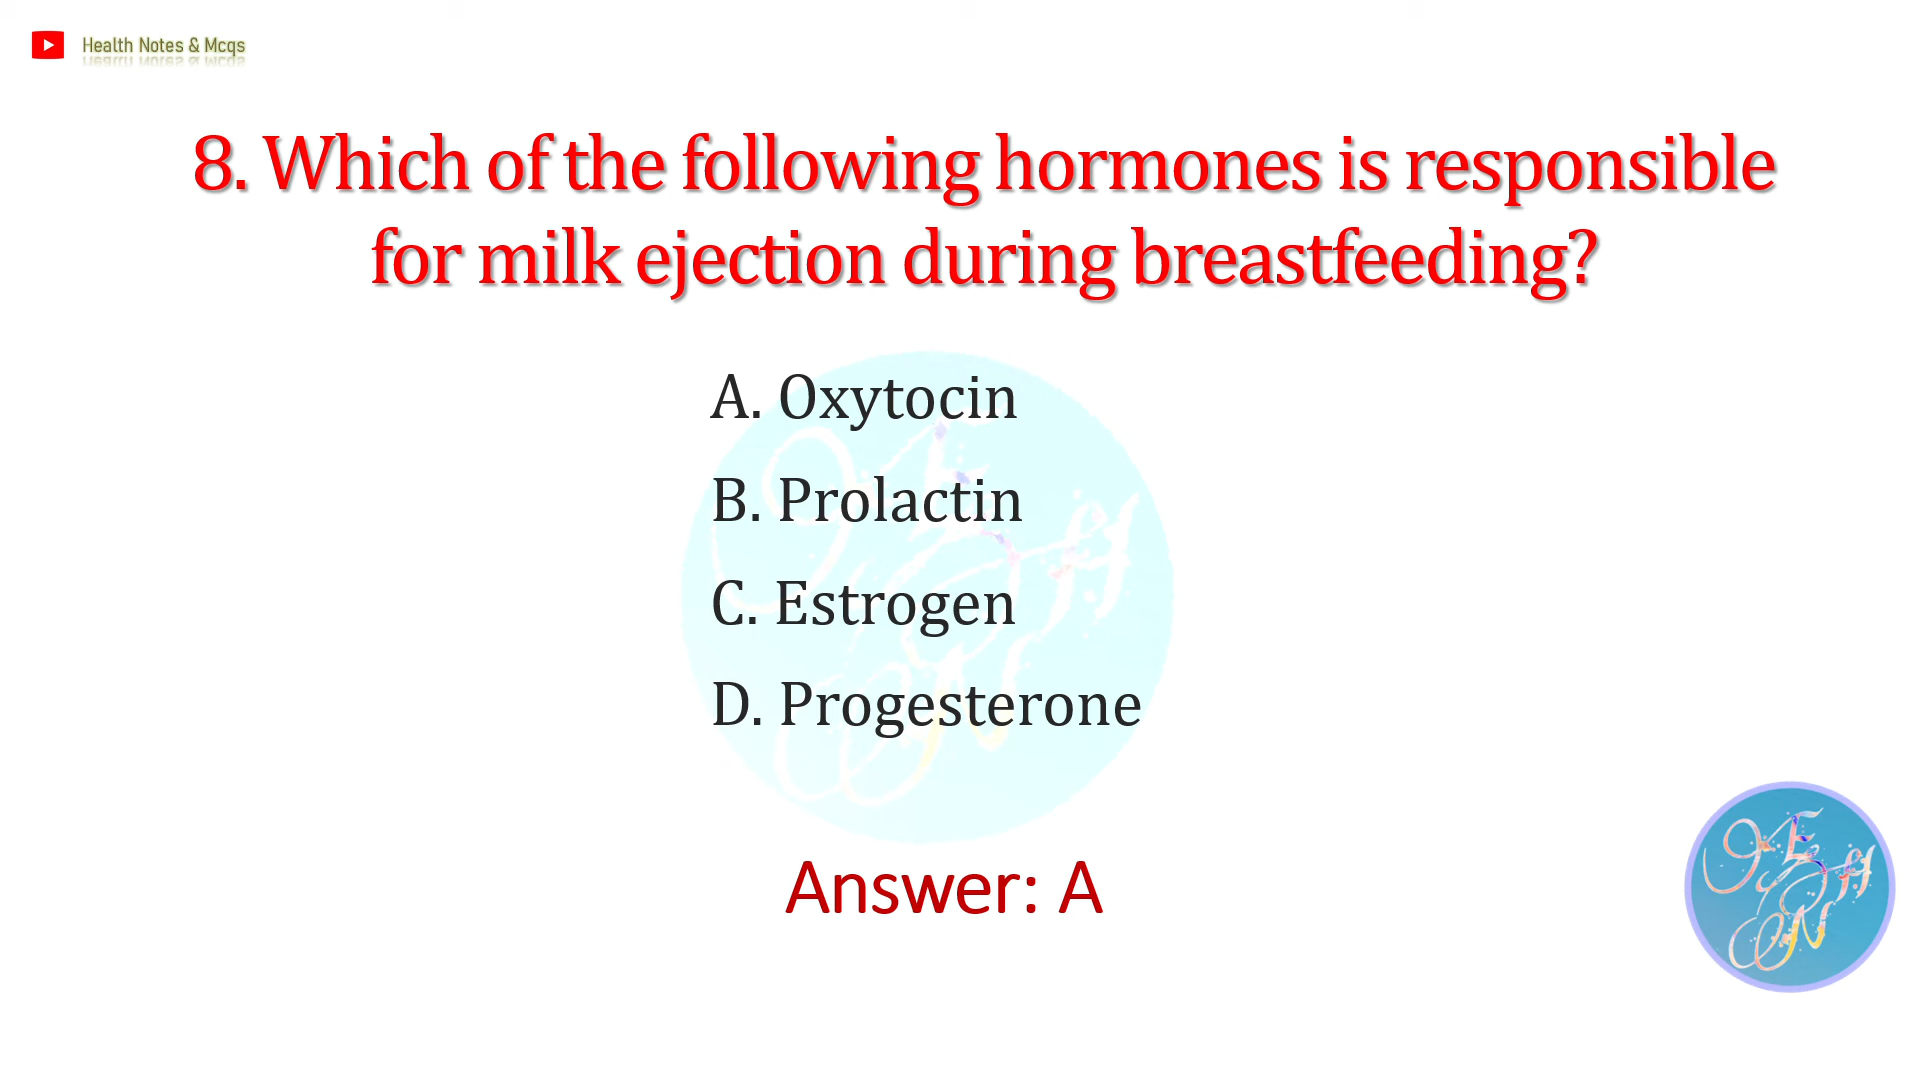 Health Notes & Mcqs
8. Which of the following hormones is responsible
for milk ejection during breastfeeding?
A. Oxytocin
B. Prolactin
C. Estrogen
D. Progesterone
Answer: A